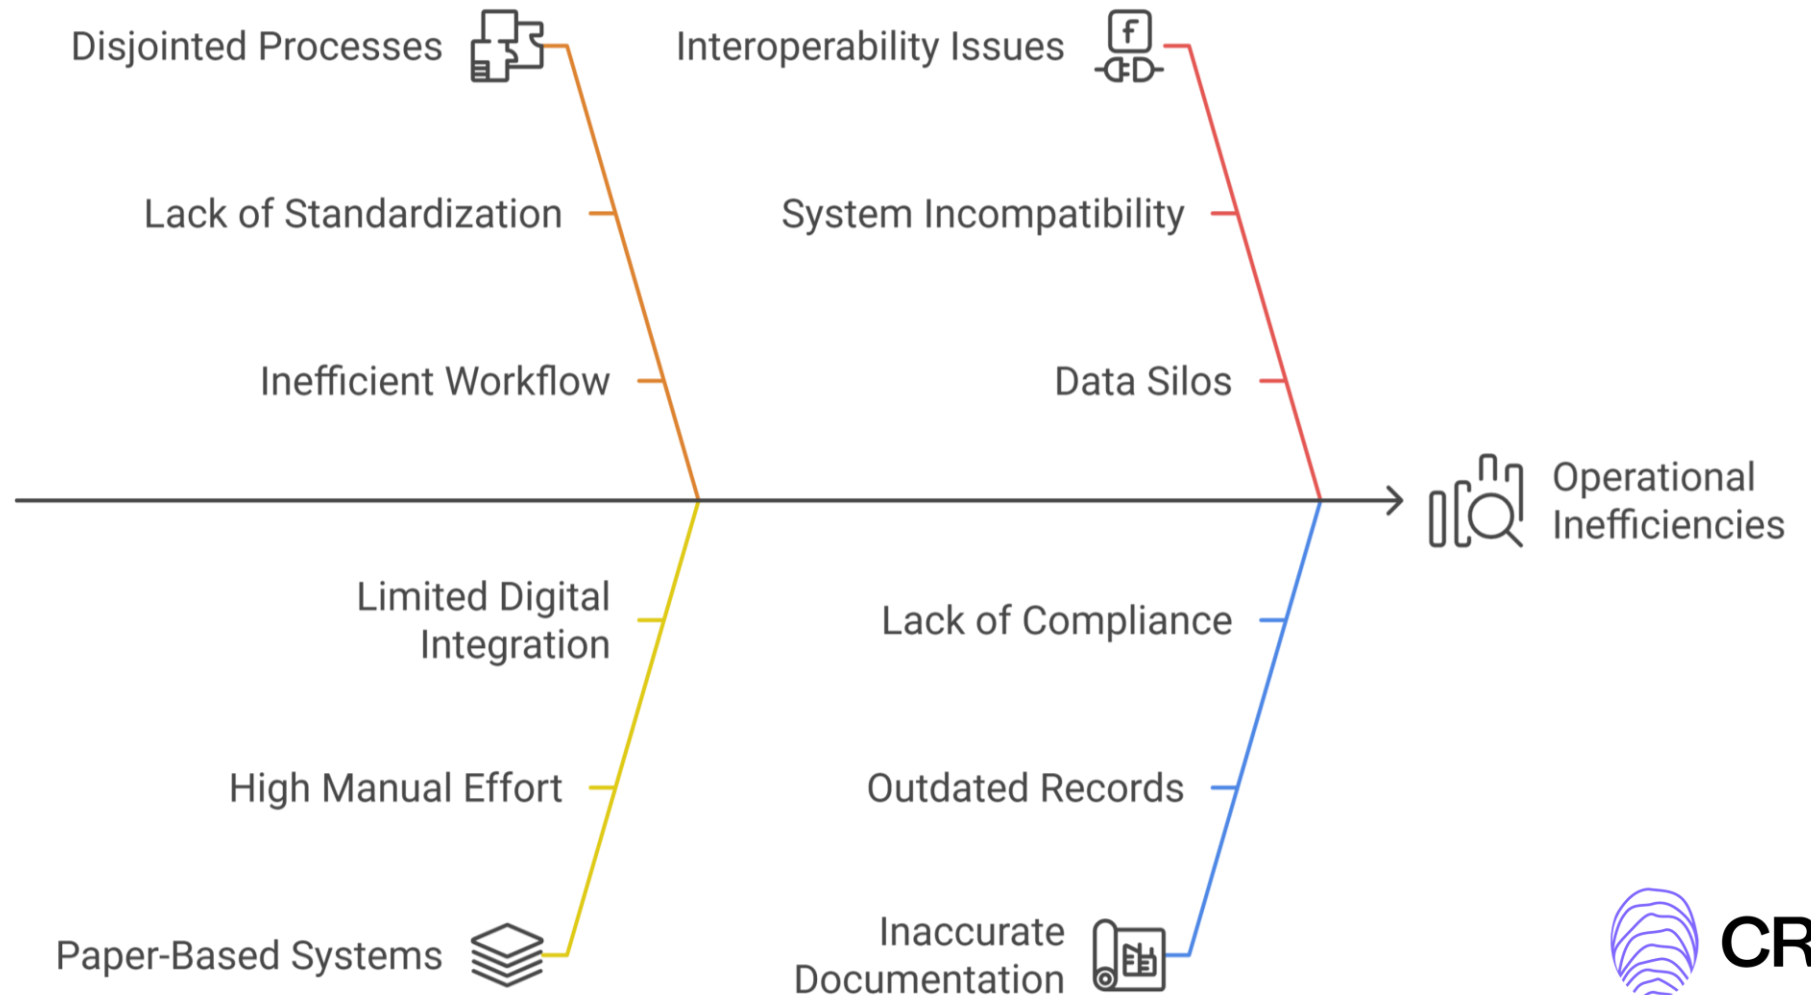 Disjointed Processes
Interoperability Issues
f
Lack of Standardization
System Incompatibility
Inefficient Workflow
Data Silos
Operational
Inefficiencies
Limited Digital
Integration
Lack of Compliance
High Manual Effort
Outdated Records
Paper-Based Systems
Inaccurate
Documentation
CR